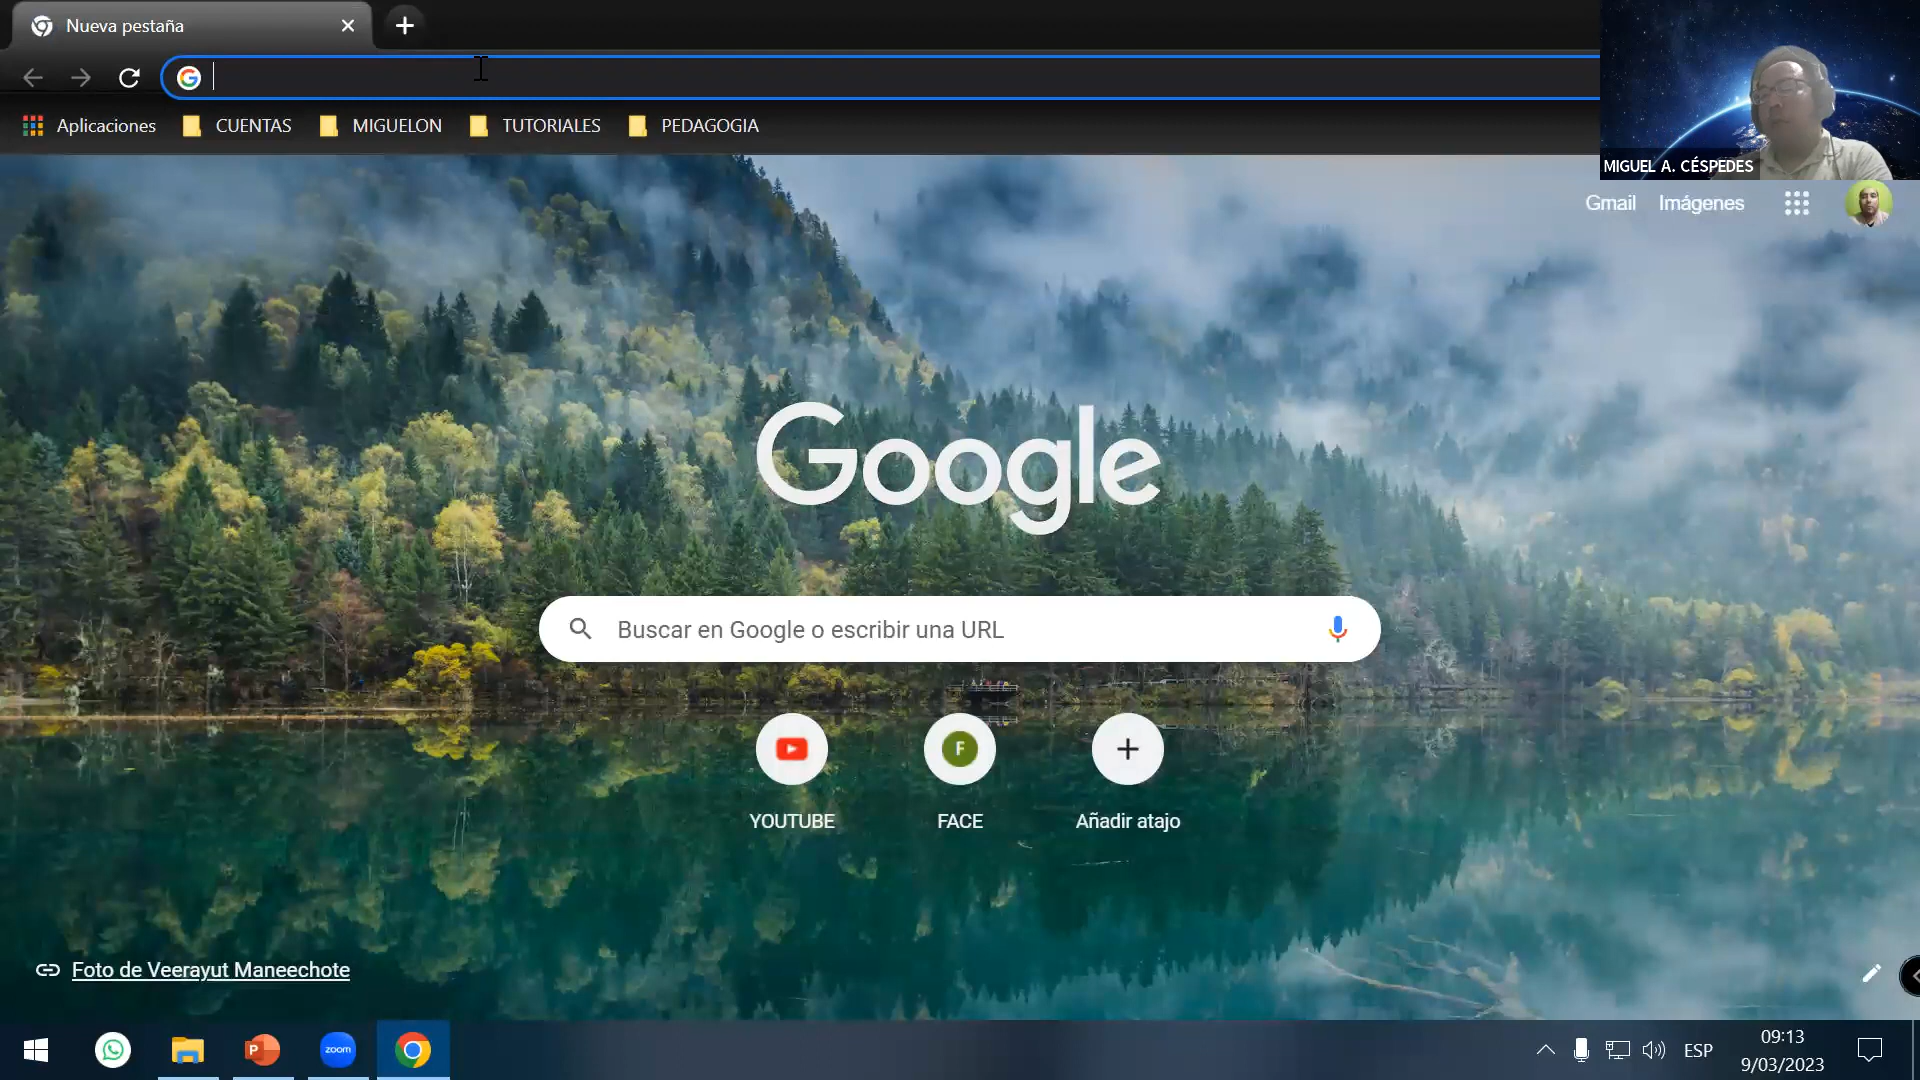 Nueva pestaña
Aplicaciones
CUENTAS
MIGUELON
TUTORIALES
PEDAGOGIA
MIGUEL A. CÉSPEDES
Gmail
Imágenes
Google
Buscar en Google o escribir una URL
F
YOUTUBE
FACE
Añadir atajo
Foto de Veerayut Maneechote
P
zoom
ESP
09:13
9/03/2023